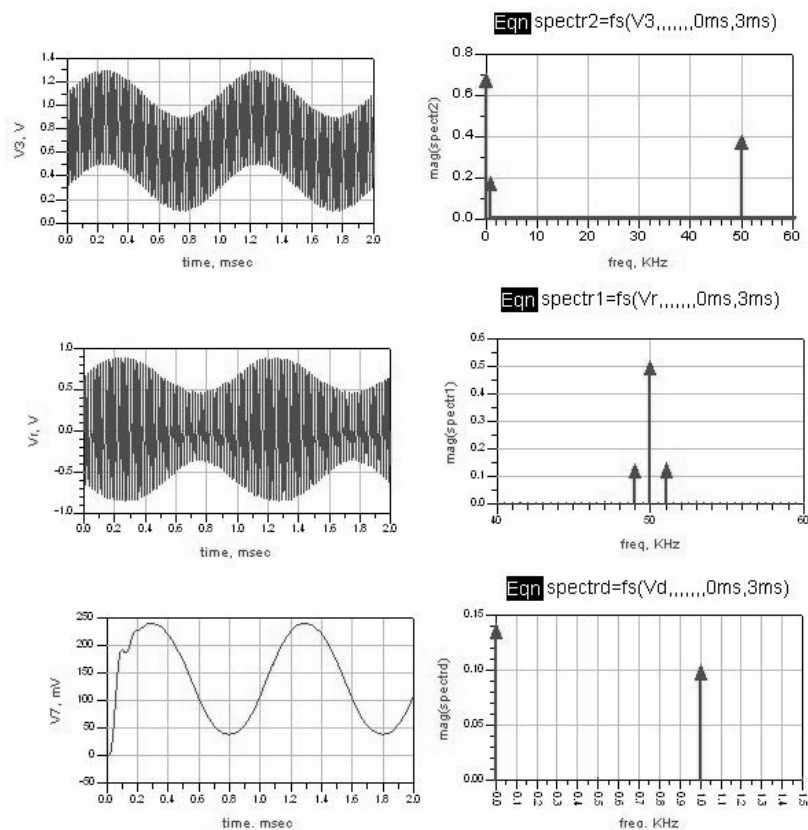 Eqn spectr2=fs(V3,,,,,,,0ms,3ms)
1.4
1.2
1.0
0.8
0.6
0.4
0.2
0.0
V3, V
0.0 0.2 0.4 0.6 0.8 1.0 1.2 1.4 1.6 1.8 2.0
time, msec
0.8
0.6
0.4
0.2
0.0
mag(spectr2)
0 10 20 30 40 50 60
freq, KHz
Eqn spectr1=fs(Vr,,,,,,,0ms,3ms)
1.0
0.5
0.0
-0.5
-1.0
Vr, V
0.0 0.2 0.4 0.6 0.8 1.0 1.2 1.4 1.6 1.8 2.0
time, msec
0.6
0.5
0.4
0.3
0.2
0.1
0.0
mag(spectr1)
40 50 60
freq, KHz
Eqn spectrd=fs(Vd,,,,,,,0ms,3ms)
250
200
150
100
50
0
-50
V7, mV
0.0 0.2 0.4 0.6 0.8 1.0 1.2 1.4 1.6 1.8 2.0
time, msec
0.15
0.10
0.05
0.00
mag(spectrd)
0.0 0.1 0.2 0.3 0.4 0.5 0.6 0.7 0.8 0.9 1.0 1.1 1.2 1.3 1.4 1.5
freq, KHz